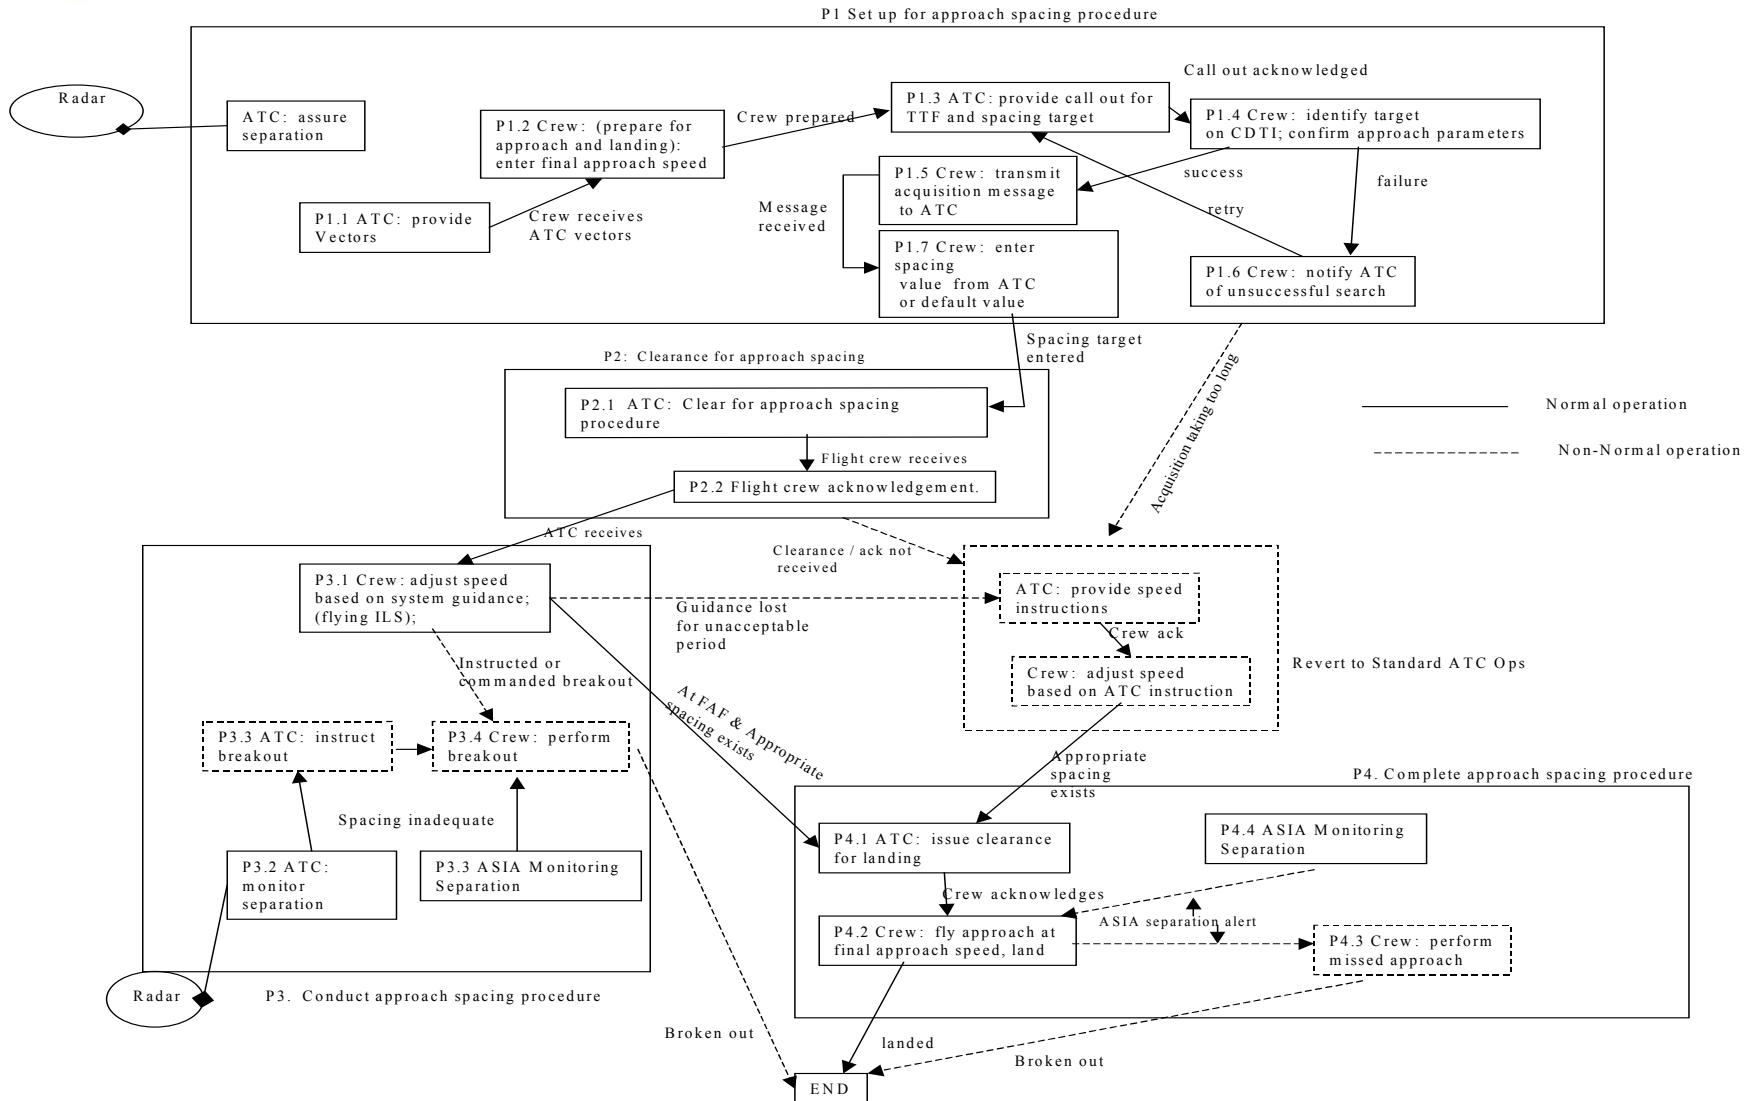 P1 Set up for approach spacing procedure
Radar
ATC: assure
separation
P1.1 ATC: provide
Vectors
Crew receives
ATC vectors
P1.2 Crew: (prepare for
approach and landing):
enter final approach speed
Crew prepared
P1.3 ATC: provide call out for
TTF and spacing target
Call out acknowledged
P1.4 Crew: identify target
on CDTI; confirm approach parameters
success
failure
retry
P1.5 Crew: transmit
acquisition message
to ATC
Message
received
P1.7 Crew: enter
spacing
value from ATC
or default value
P1.6 Crew: notify ATC
of unsuccessful search
Spacing target
entered
Acquisition taking too long
P2: Clearance for approach spacing
P2.1 ATC: Clear for approach spacing
procedure
Flight crew receives
P2.2 Flight crew acknowledgement.
Normal operation
Non-Normal operation
ATC receives
Clearance / ack not
received
P3.1 Crew: adjust speed
based on system guidance;
(flying ILS);
Guidance lost
for unacceptable
period
ATC: provide speed
instructions
Crew ack
Crew: adjust speed
based on ATC instruction
Revert to Standard ATC Ops
Instructed or
commanded breakout
At FAF & Appropriate
spacing exists
P3.3 ATC: instruct
breakout
P3.4 Crew: perform
breakout
Spacing inadequate
P3.2 ATC:
monitor
separation
P3.3 ASIA Monitoring
Separation
Radar
P3. Conduct approach spacing procedure
Appropriate
spacing
exists
P4. Complete approach spacing procedure
P4.1 ATC: issue clearance
for landing
P4.4 ASIA Monitoring
Separation
Crew acknowledges
ASIA separation alert
P4.2 Crew: fly approach at
final approach speed, land
P4.3 Crew: perform
missed approach
Broken out
landed
Broken out
END